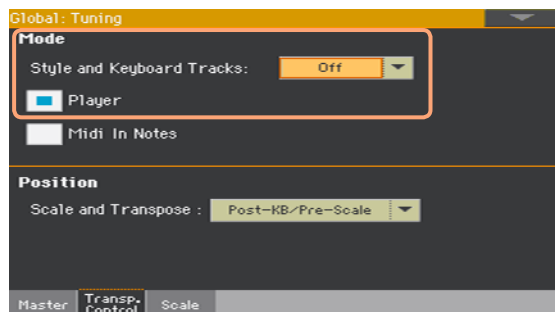 Global: Tuning
Mode
Style and Keyboard Tracks: Off
Player
Midi In Notes
Position
Scale and Transpose : Post-KB/Pre-Scale
Master Transp. Control Scale